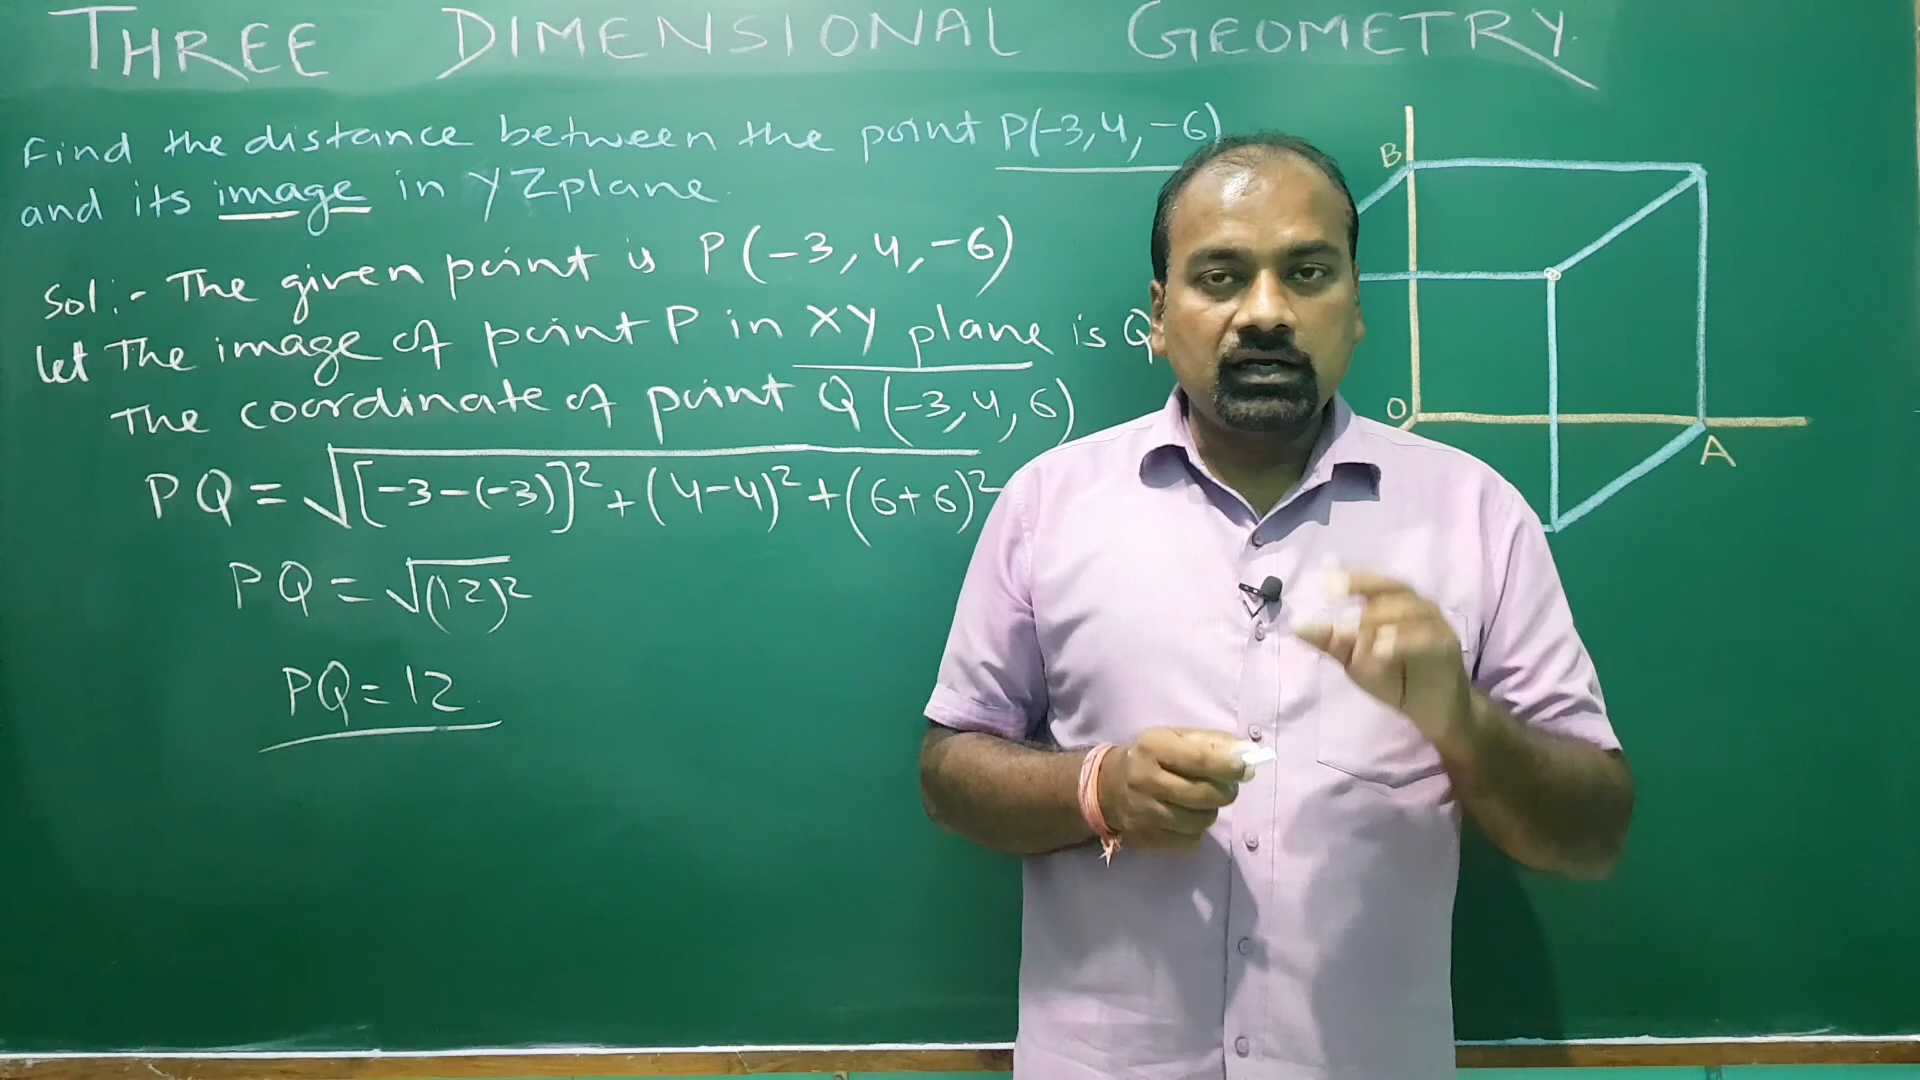 THREE DIMENSIONAL GEOMETRY
Find the distance between the point P(-3,4,-6)
and its image in YZ plane.
Sol:- The given point is P(-3,4,-6)
let The image of point P in XY plane is Q
The coordinate of point Q (-3,4,6)
PQ = √[-3-(-3)]²+(4-4)²+(6+6)²
PQ = √(12)²
PQ = 12
B
O
A